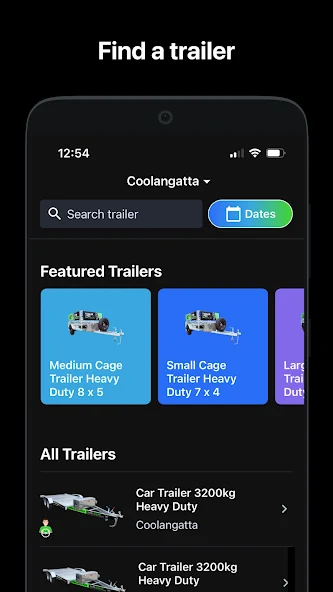 Find a trailer
12:54
Coolangatta
Search trailer
Dates
Featured Trailers
Medium Cage
Trailer Heavy
Duty 8 x 5
Small Cage
Trailer Heavy
Duty 7 x 4
Larg
Trai
Duty
All Trailers
Car Trailer 3200kg
Heavy Duty
Coolangatta
Car Trailer 3200kg
Heavy Duty